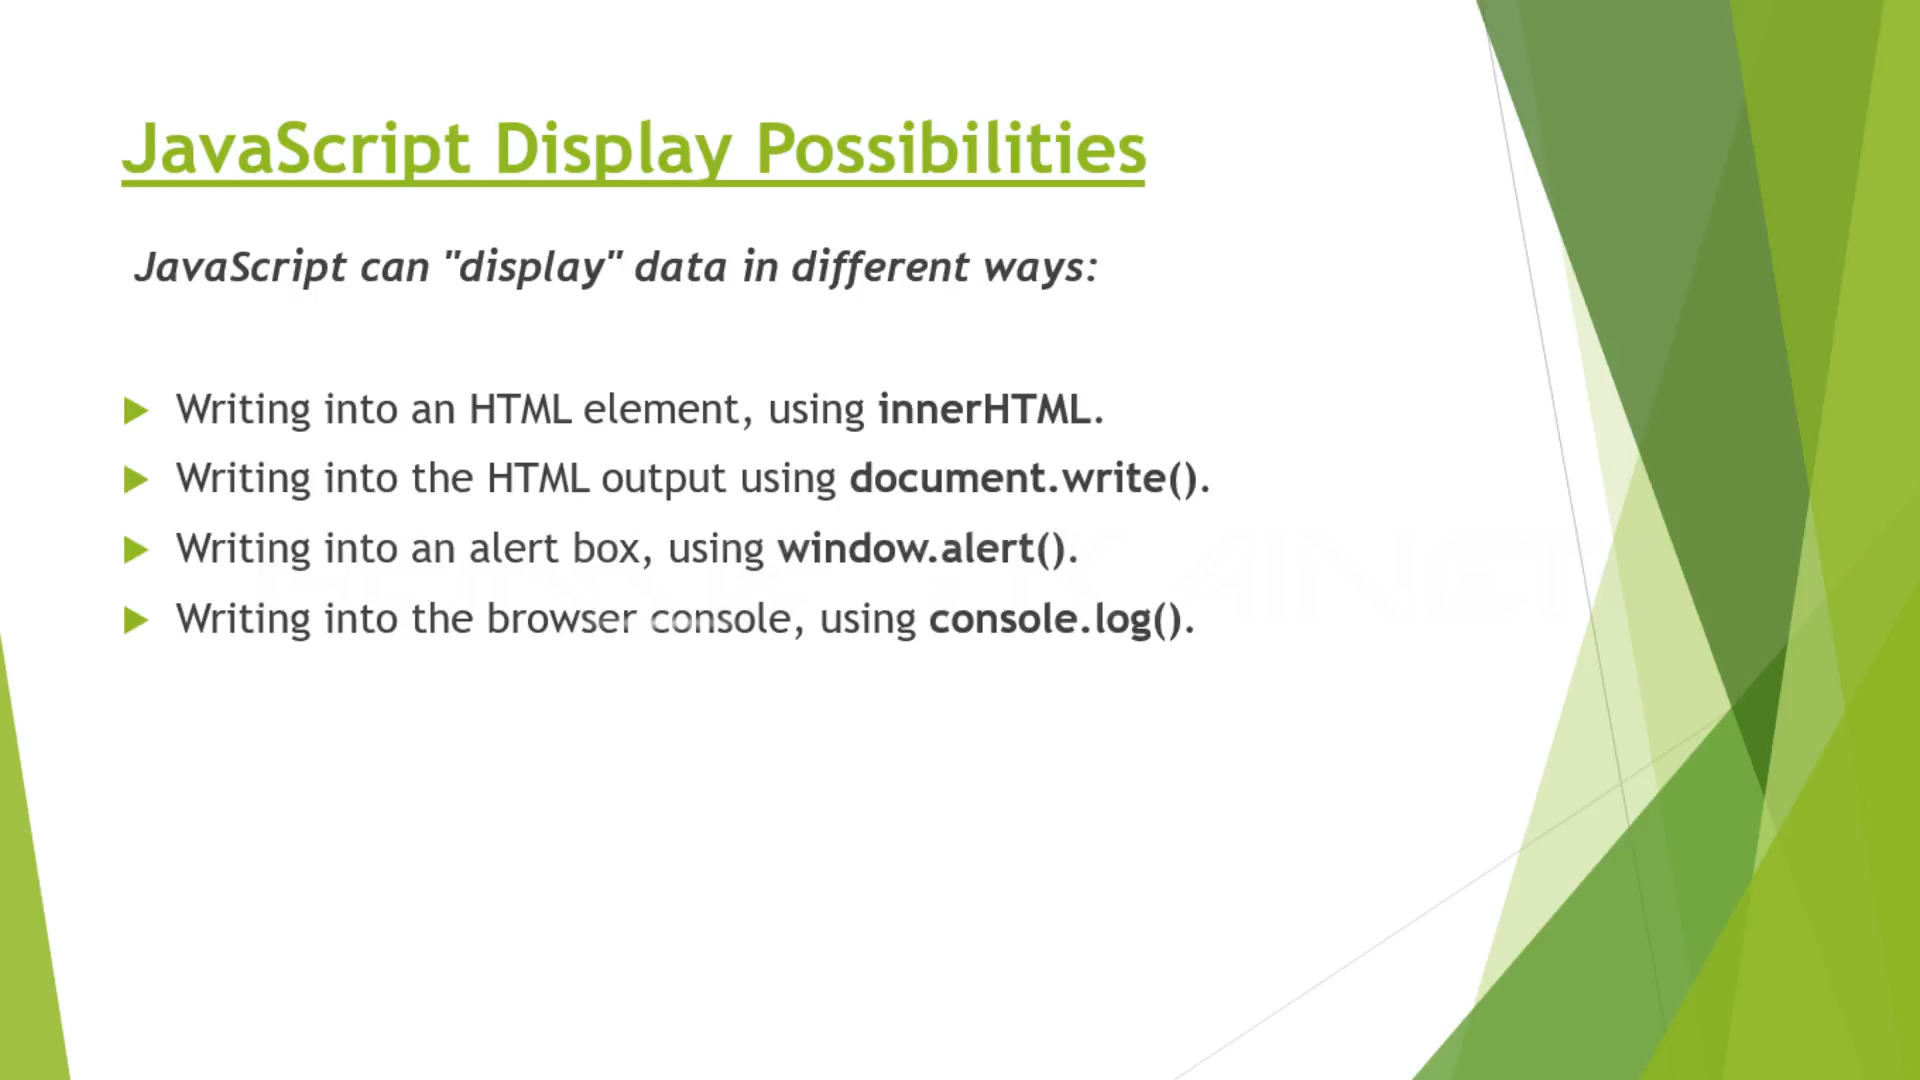 JavaScript Display Possibilities
JavaScript can "display" data in different ways:
Writing into an HTML element, using innerHTML.
Writing into the HTML output using document.write().
Writing into an alert box, using window.alert().
Writing into the browser console, using console.log().